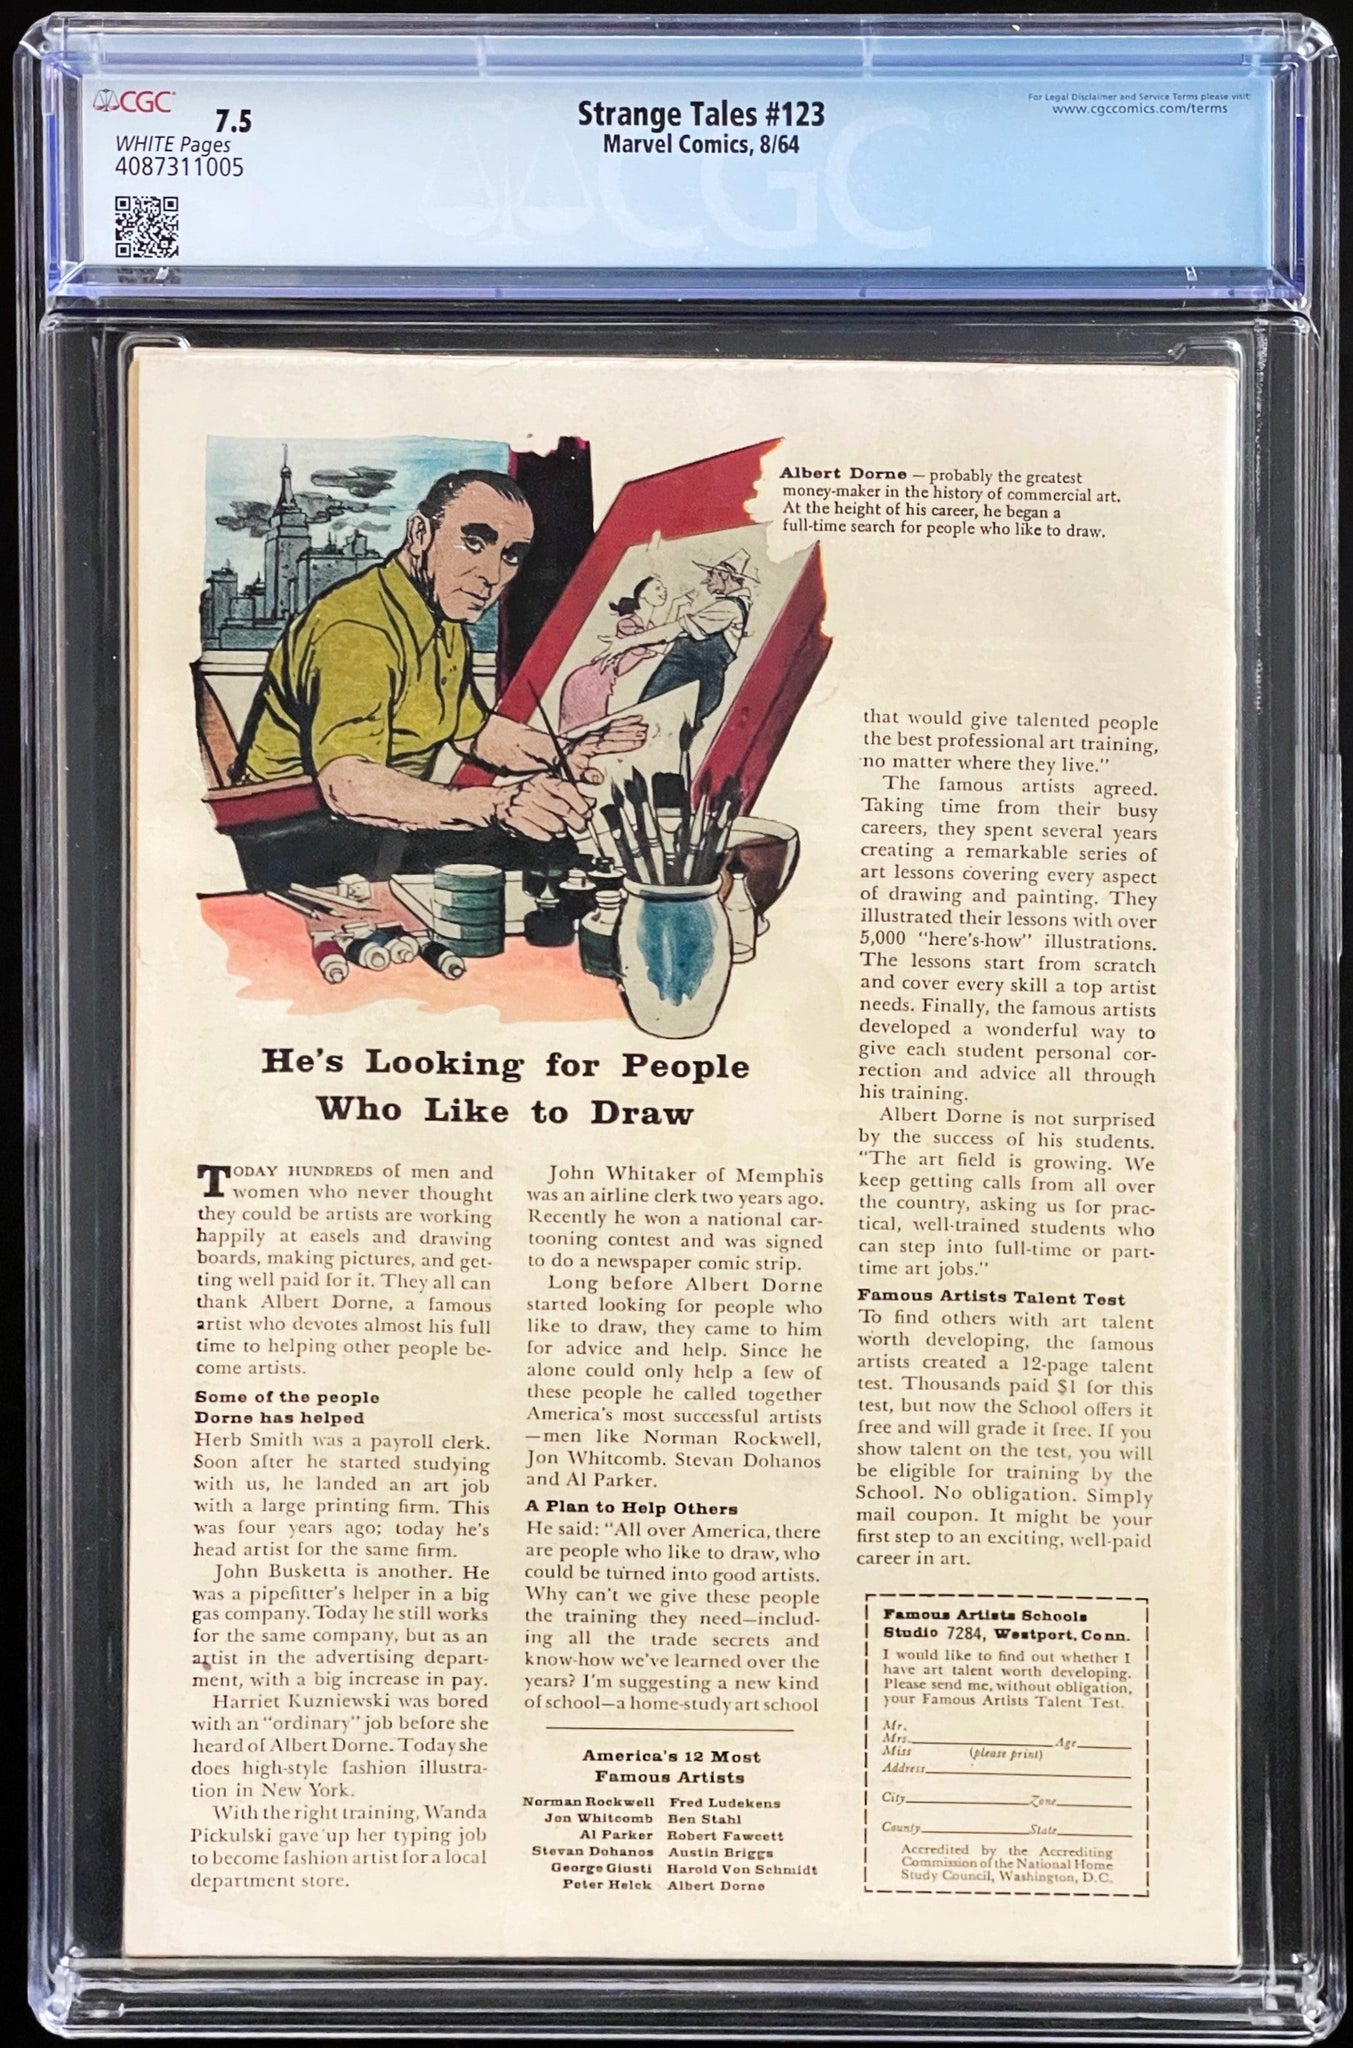 CGC
7.5
WHITE Pages
4087311005
Strange Tales #123
Marvel Comics, 8/64
For Legal Disclaimer and Service Terms please visit:
www.cgccomics.com/terms
CGC
Albert Dorne — probably the greatest
money-maker in the history of commercial art.
At the height of his career, he began a
full-time search for people who like to draw.
He's Looking for People
Who Like to Draw
TODAY HUNDREDS of men and
women who never thought
they could be artists are working
happily at easels and drawing
boards, making pictures, and get-
ting well paid for it. They all can
thank Albert Dorne, a famous
artist who devotes almost his full
time to helping other people be-
come artists.
Some of the people
Dorne has helped
Herb Smith was a payroll clerk.
Soon after he started studying
with us, he landed an art job
with a large printing firm. This
was four years ago; today he's
head artist for the same firm.
John Busketta is another. He
was a pipefitter's helper in a big
gas company. Today he still works
for the same company, but as an
artist in the advertising depart-
ment, with a big increase in pay.
Harriet Kuzniewski was bored
with an "ordinary" job before she
heard of Albert Dorne. Today she
does high-style fashion illustra-
tion in New York.
With the right training, Wanda
Pickulski gave up her typing job
to become fashion artist for a local
department store.
John Whitaker of Memphis
was an airline clerk two years ago.
Recently he won a national car-
tooning contest and was signed
to do a newspaper comic strip.
Long before Albert Dorne
started looking for people who
like to draw, they came to him
for advice and help. Since he
alone could only help a few of
these people he called together
America's most successful artists
—men like Norman Rockwell,
Jon Whitcomb. Stevan Dohanos
and Al Parker.
A Plan to Help Others
He said: "All over America, there
are people who like to draw, who
could be turned into good artists.
Why can't we give these people
the training they need—includ-
ing all the trade secrets and
know-how we've learned over the
years? I'm suggesting a new kind
of school—a home-study art school
America's 12 Most
Famous Artists
Norman Rockwell Fred Ludekens
Jon Whitcomb Ben Stahl
Al Parker Robert Fawcett
Stevan Dohanos Austin Briggs
George Giusti Harold Von Schmidt
Peter Helck Albert Dorne
that would give talented people
the best professional art training,
no matter where they live."
The famous artists agreed.
Taking time from their busy
careers, they spent several years
creating a remarkable series of
art lessons covering every aspect
of drawing and painting. They
illustrated their lessons with over
5,000 "here's-how" illustrations.
The lessons start from scratch
and cover every skill a top artist
needs. Finally, the famous artists
developed a wonderful way to
give each student personal cor-
rection and advice all through
his training.
Albert Dorne is not surprised
by the success of his students.
"The art field is growing. We
keep getting calls from all over
the country, asking us for prac-
tical, well-trained students who
can step into full-time or part-
time art jobs."
Famous Artists Talent Test
To find others with art talent
worth developing, the famous
artists created a 12-page talent
test. Thousands paid $1 for this
test, but now the School offers it
free and will grade it free. If you
show talent on the test, you will
be eligible for training by the
School. No obligation. Simply
mail coupon. It might be your
first step to an exciting, well-paid
career in art.
Famous Artists Schools
Studio 7284, Westport, Conn.
I would like to find out whether I
have art talent worth developing.
Please send me, without obligation,
your Famous Artists Talent Test.
Mr.
Mrs. Age
Miss (please print)
Address
City Zone
County State
Accredited by the Accrediting
Commission of the National Home
Study Council, Washington, D.C.